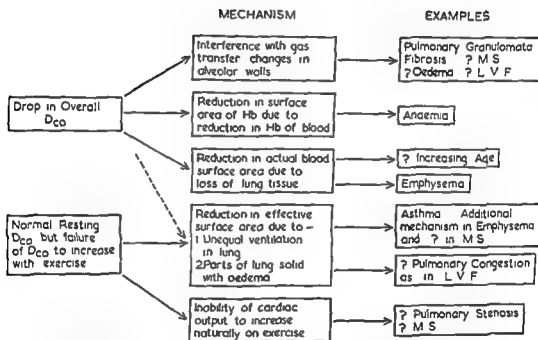 MECHANISM
EXAMPLES
Interference with gas
transfer changes in
alveolar walls
Pulmonary Granulomata
Fibrosis ? M S
?Oedema ? L V F
Drop in Overall
DCO
Reduction in surface
area of Hb due to
reduction in Hb of blood
Anaemia
Reduction in actual blood
surface area due to
loss of lung tissue
? Increasing Age
Emphysema
Normal Resting
DCO but failure
of DCO to increase
with exercise
Reduction in effective
surface area due to -
1 Unequal ventilation
in lung
2.Parts of lung solid
with oedema
Asthma Additional
mechanism in Emphysema
and ? in M S
? Pulmonary Congestion
as in L V F
Inability of cardiac
output to increase
naturally on exercise
? Pulmonary Stenosis
? M S